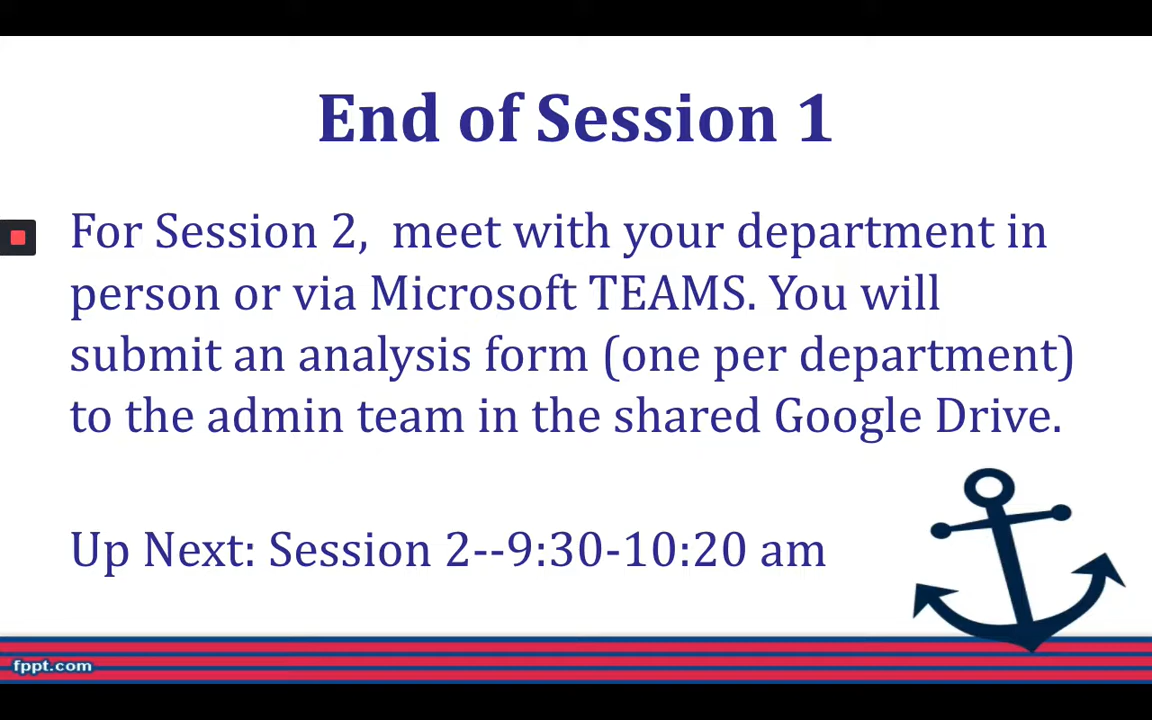 End of Session 1
For Session 2,  meet with your department in
person or via Microsoft TEAMS. You will
submit an analysis form (one per department)
to the admin team in the shared Google Drive.
Up Next: Session 2--9:30-10:20 am
fppt.com